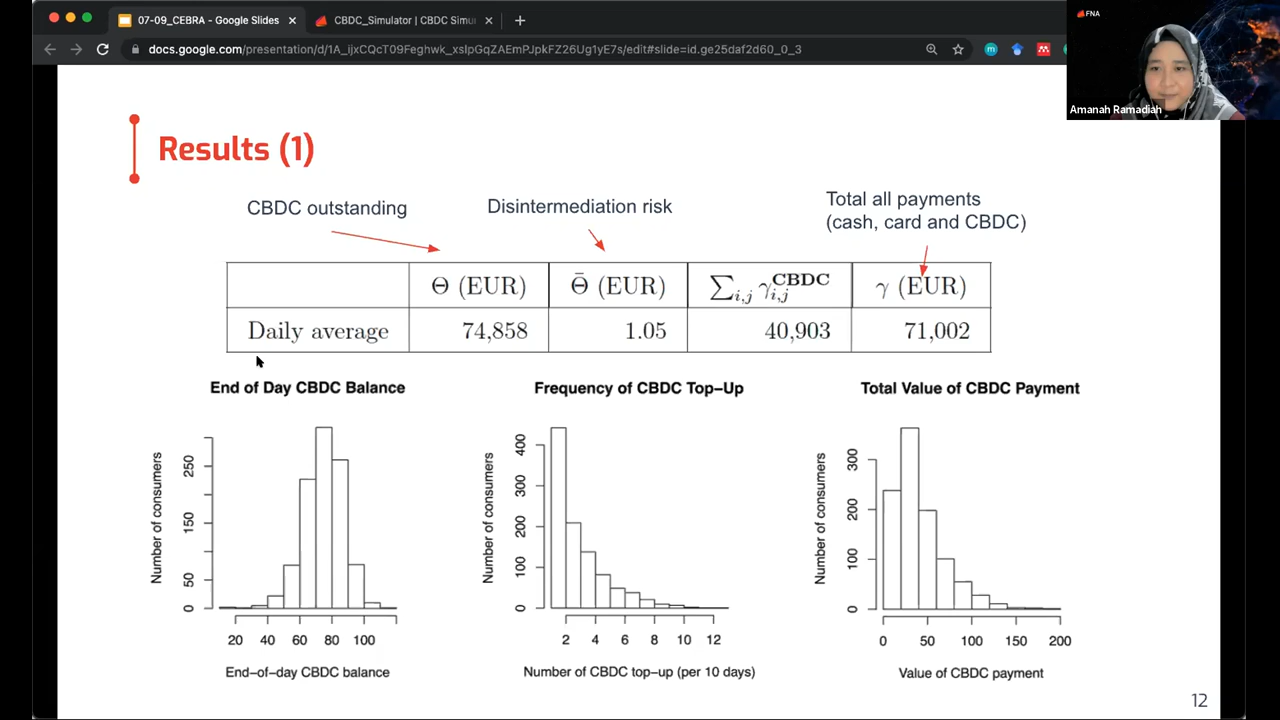 07-09_CEBRA - Google Slides
CBDC_Simulator | CBDC Simu
docs.google.com/presentation/d/1A_ijxCQcT09Feghwk_xsIpGqZAEmPJpkFZ26Ug1yE7s/edit#slide=id.ge25daf2d60_0_3
FNA
Amanah Ramadiah
Results (1)
CBDC outstanding
Disintermediation risk
Total all payments
(cash, card and CBDC)
Θ (EUR)
Θ̄ (EUR)
∑i,j γi,j^CBDC
γ (EUR)
Daily average
74,858
1.05
40,903
71,002
End of Day CBDC Balance
Number of consumers
250
150
50
0
20 40 60 80 100
End-of-day CBDC balance
Frequency of CBDC Top-Up
Number of consumers
400
300
200
100
0
2 4 6 8 10 12
Number of CBDC top-up (per 10 days)
Total Value of CBDC Payment
Number of consumers
300
200
100
0
0 50 100 150 200
Value of CBDC payment
12